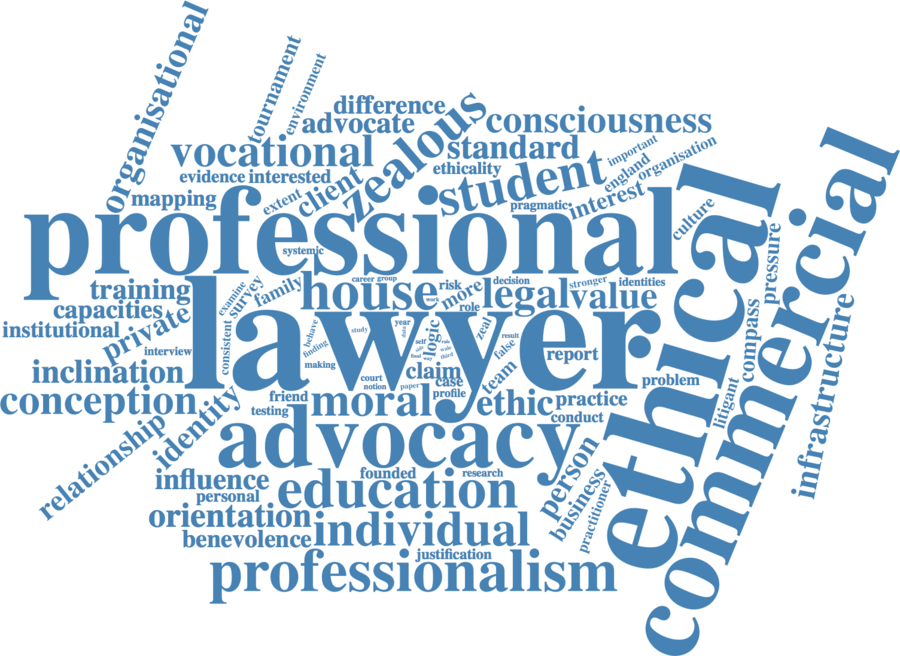 organisational
tournament
environment
difference
advocate
zealous
consciousness
vocational
standard
important
evidence
interested
client
ethicality
student
england
organisation
mapping
extent
pragmatic
interest
culture
professional
systemic
ethical
commercial
pressure
training
examine
survey
family
career
group
house
more
risk
decision
stronger
identities
capacities
role
legal
value
institutional
private
consistent
lawyer
behave
finding
study
year
logic
self
zeal
result
false
report
compass
infrastructure
interview
making
way
third
inclination
court
notion
paper
claim
case
profile
team
problem
conception
identity
friend
testing
moral
ethic
practice
conduct
litigant
relationship
advocacy
person
influence
founded
research
business
personal
education
practitioner
orientation
individual
benevolence
justification
professionalism